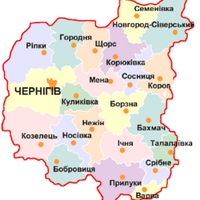 Семенівка
Новгород-Сіверський
Городня
Ріпки
Щорс
Корюківка
Мена
Сосниця
Короп
ЧЕРНІГІВ
Куликівка
Борзна
Бахмач
Ніжен
Козелець
Носівка
Ічня
Талалаївка
Срібне
Бобровиця
Прилуки
Варва